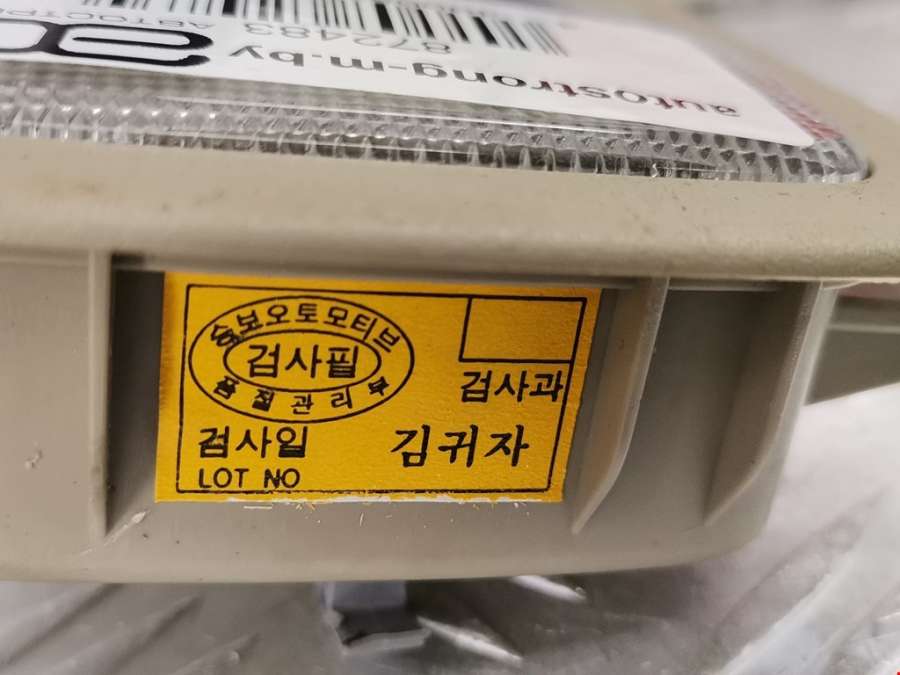 872483
autostrong-m.by
승보오토모티브
검사필
품질관리부
검사과
검사일
김귀자
LOT NO